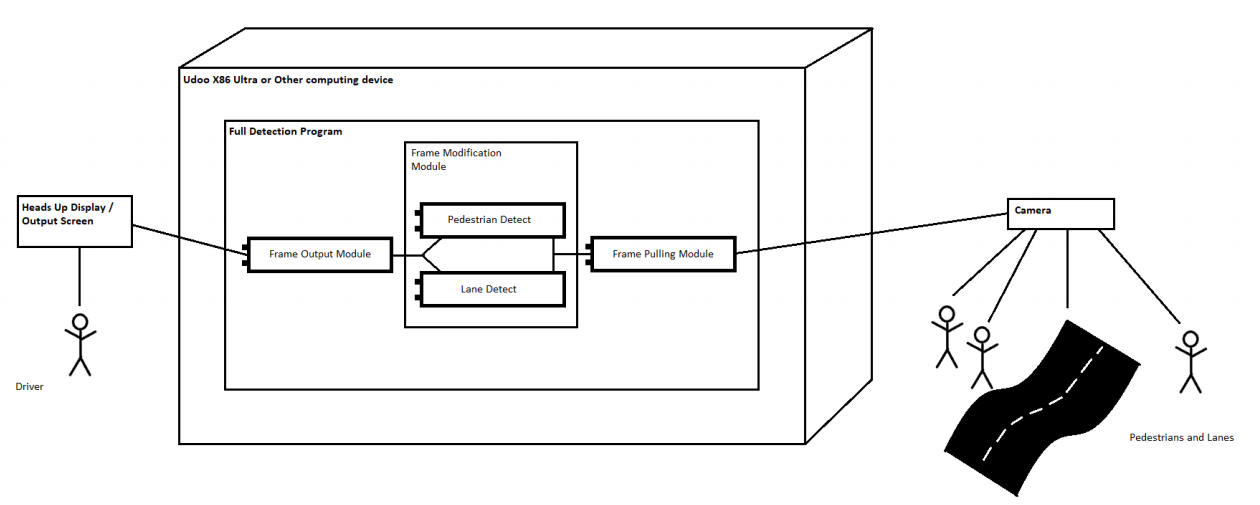 Udoo X86 Ultra or Other computing device
Full Detection Program
Frame Modification
Module
Heads Up Display /
Output Screen
Pedestrian Detect
Camera
Frame Output Module
Frame Pulling Module
Lane Detect
Driver
Pedestrians and Lanes